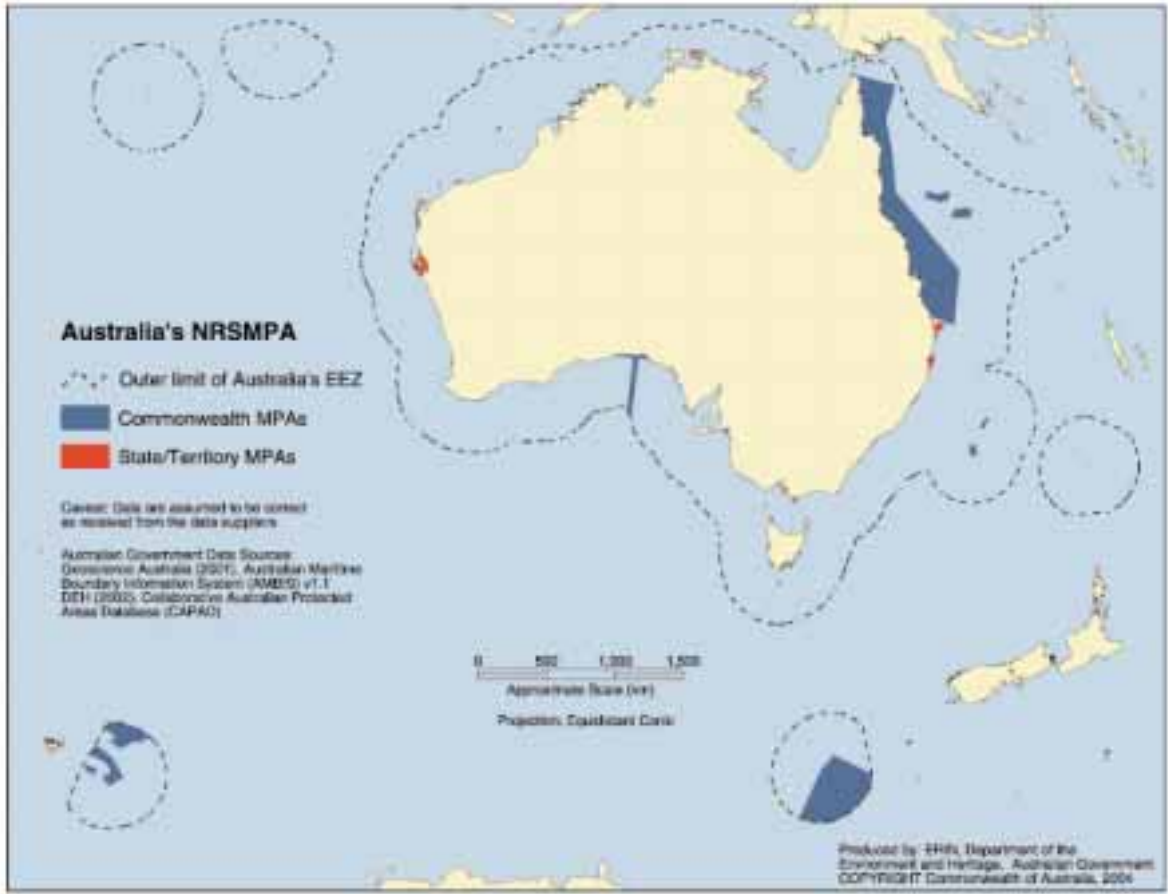 Australia's NRSMPA
Outer limit of Australia's EEZ
Commonwealth MPAs
State/Territory MPAs
Caveat: Data are assumed to be correct
as received from the data suppliers
Australian Government Data Sources
Geoscience Australia (2001), Australian Maritime
Boundary Information System (AMBIS) v1.1
DEH (2002), Collaborative Australian Protected
Areas Database (CAPAD)
0 500 1,000 1,500
Approximate Scale (km)
Projection: Equidistant Conic
Produced by: ERIN, Department of the
Environment and Heritage, Australian Government
COPYRIGHT Commonwealth of Australia, 2004